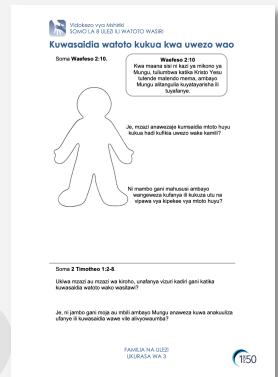 Vidokezo vya Mshiriki
SOMO LA 8 ULEZI ILI WATOTO WASIRI
Kuwasaidia watoto kukua kwa uwezo wao
Soma Waefeso 2:10.
Waefeso 2:10
Kwa maana sisi ni kazi ya mikono ya
Mungu, tuliumbwa katika Kristo Yesu
tutende matendo mema, ambayo
Mungu alitangulia kuyatayarisha ili
tuyafanye.
Je, mzazi anawezaje kumsaidia mtoto huyu
kukua hadi kufikia uwezo wake kamili?
Ni mambo gani mahususi ambayo
wangeweza kufanya ili kukuza utu na
vipawa vya kipekee vya mtoto huyu?
Soma 2 Timotheo 1:2-8.
Ukiwa mzazi au mzazi wa kiroho, unafanya vizuri kadiri gani katika
kuwasaidia watoto wako wastawi?
Je, ni jambo gani moja au mbili ambayo Mungu anaweza kuwa anakuuliza
ufanye ili kuwasaidia wawe vile alivyowaumba?
FAMILIA NA ULEZI
UKURASA WA 3
1:50